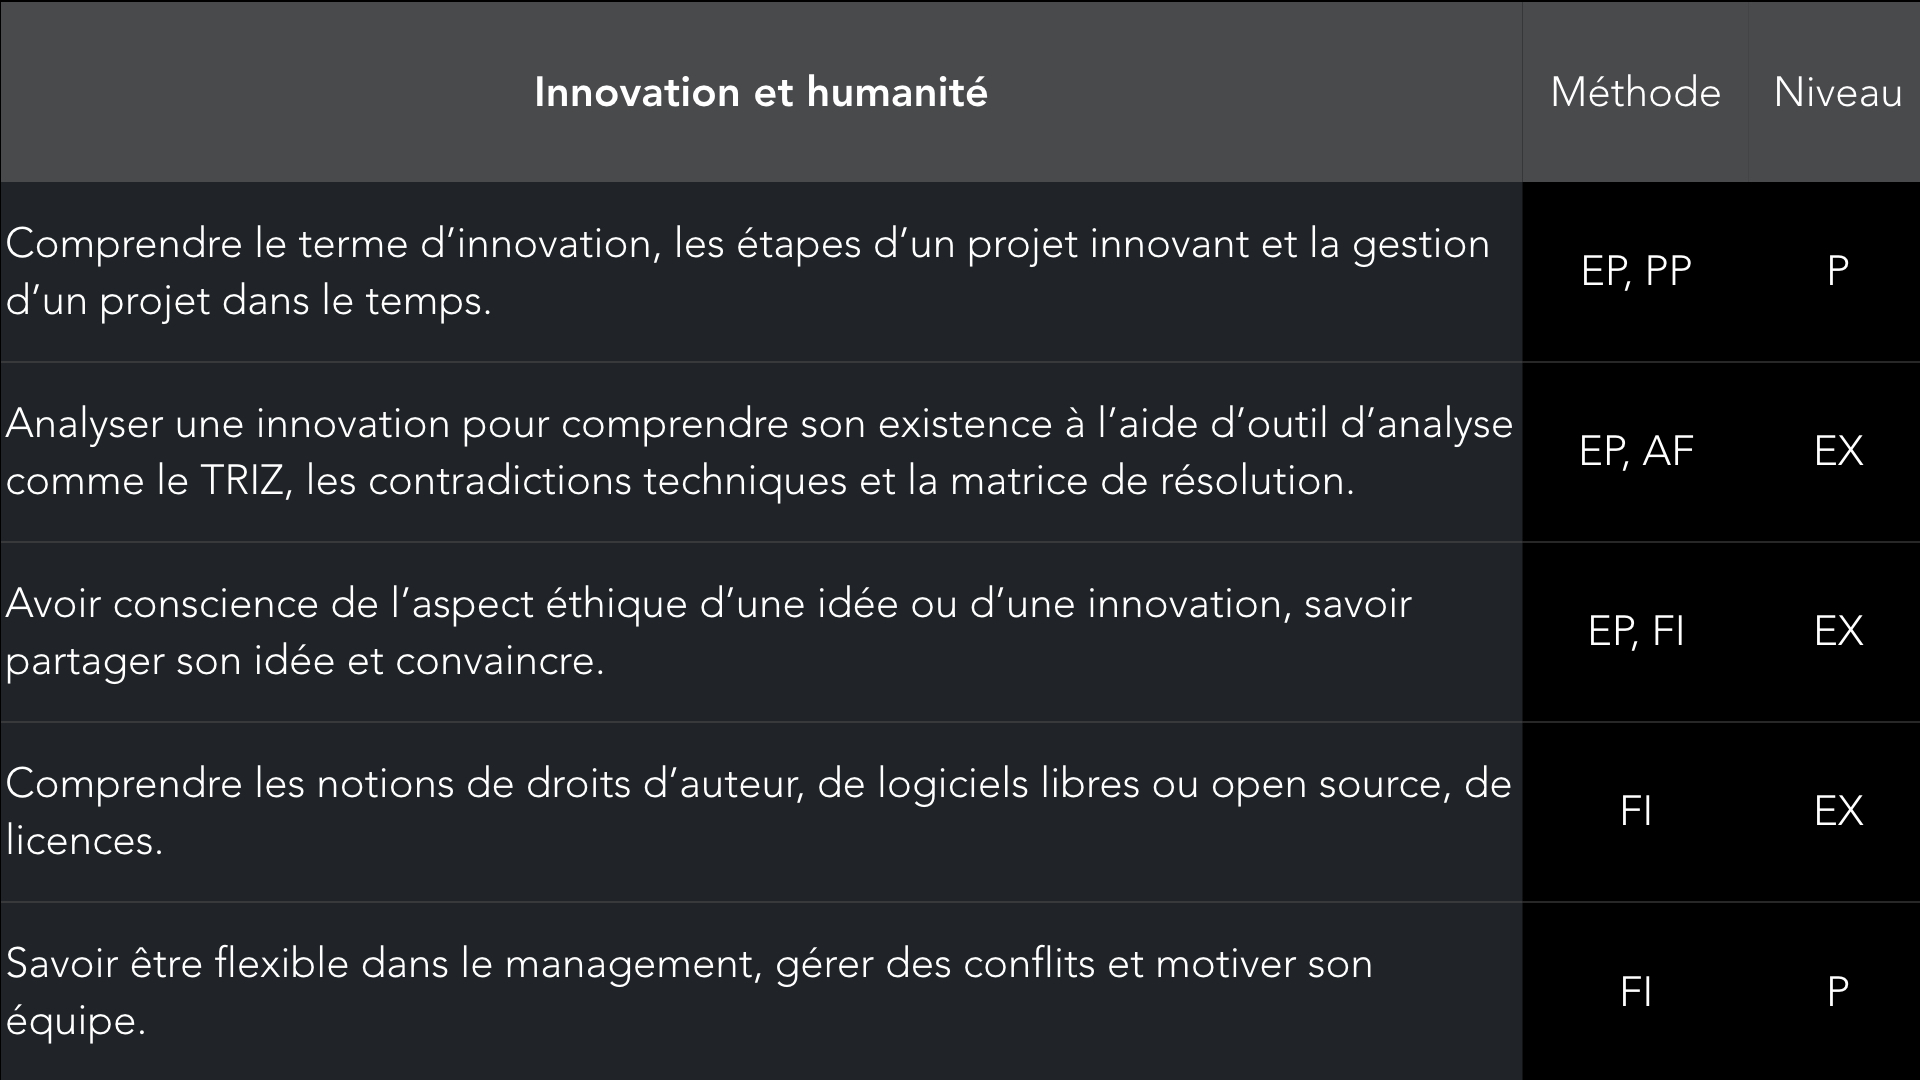 Innovation et humanité Méthode Niveau
Comprendre le terme d’innovation, les étapes d’un projet innovant et la gestion
d’un projet dans le temps.
EP, PP P
Analyser une innovation pour comprendre son existence à l’aide d’outil d’analyse
comme le TRIZ, les contradictions techniques et la matrice de résolution.
EP, AF EX
Avoir conscience de l’aspect éthique d’une idée ou d’une innovation, savoir
partager son idée et convaincre.
EP, FI EX
Comprendre les notions de droits d’auteur, de logiciels libres ou open source, de
licences.
FI EX
Savoir être flexible dans le management, gérer des conflits et motiver son
équipe.
FI P